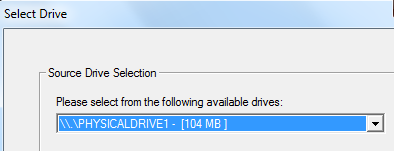 Select Drive
Source Drive Selection
Please select from the following available drives:
\\.\PHYSICALDRIVE1 - [104 MB ]